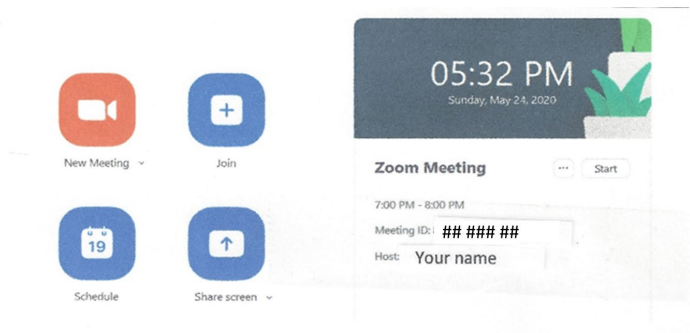 New Meeting
Join
19
Schedule
Share screen
05:32 PM
Sunday, May 24, 2020
Zoom Meeting
... Start
7:00 PM - 8:00 PM
Meeting ID: ## ### ##
Host: Your name